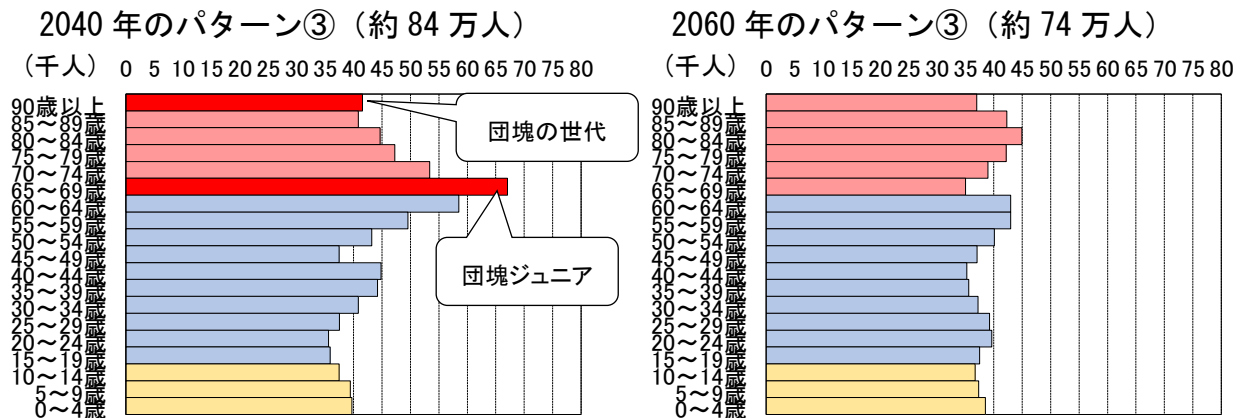 2040 年のパターン③（約 84 万人）
（千人） 0 5 10 15 20 25 30 35 40 45 50 55 60 65 70 75 80
90歳以上
85～89歳
80～84歳
75～79歳
70～74歳
65～69歳
60～64歳
55～59歳
50～54歳
45～49歳
40～44歳
35～39歳
30～34歳
25～29歳
20～24歳
15～19歳
10～14歳
5～9歳
0～4歳
団塊の世代
団塊ジュニア
2060 年のパターン③（約 74 万人）
（千人） 0 5 10 15 20 25 30 35 40 45 50 55 60 65 70 75 80
90歳以上
85～89歳
80～84歳
75～79歳
70～74歳
65～69歳
60～64歳
55～59歳
50～54歳
45～49歳
40～44歳
35～39歳
30～34歳
25～29歳
20～24歳
15～19歳
10～14歳
5～9歳
0～4歳